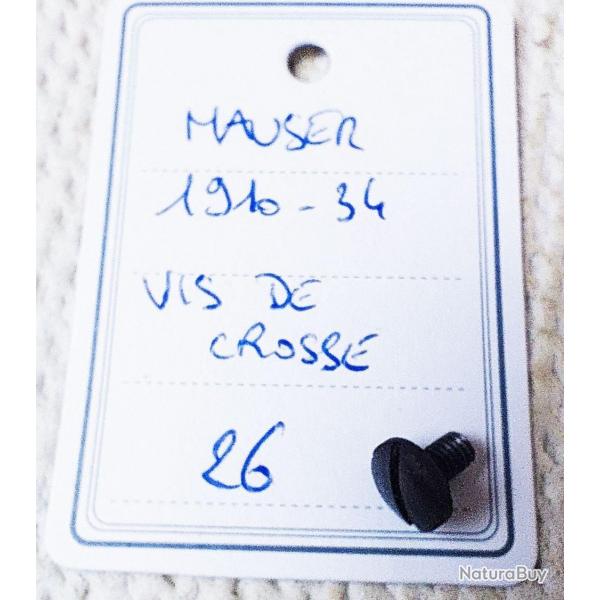 MAUSER
1910-34
VIS DE
CROSSE
26
NaturaBuy